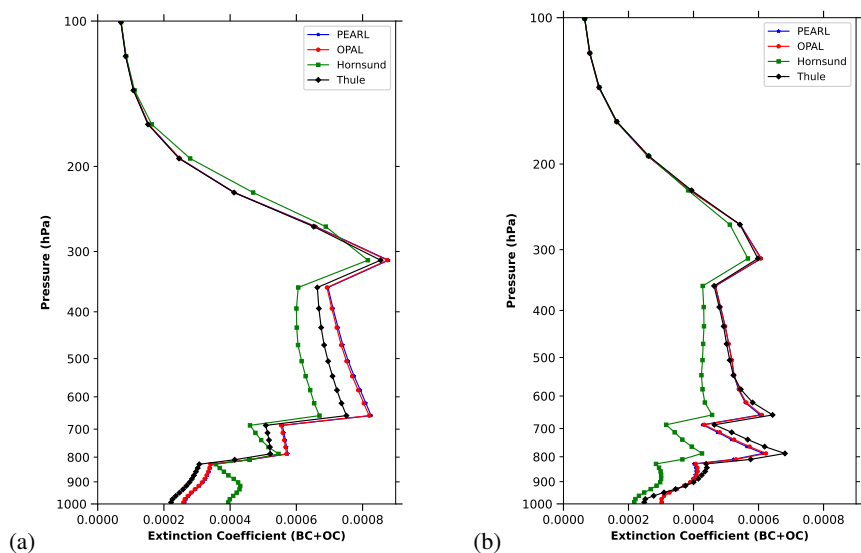 100
200
300
400
500
600
700
800
900
1000
Pressure (hPa)
0.0000
0.0002
0.0004
0.0006
0.0008
Extinction Coefficient (BC+OC)
PEARL
OPAL
Hornsund
Thule
(a)
100
200
300
400
500
600
700
800
900
1000
Pressure (hPa)
0.0000
0.0002
0.0004
0.0006
0.0008
Extinction Coefficient (BC+OC)
PEARL
OPAL
Hornsund
Thule
(b)